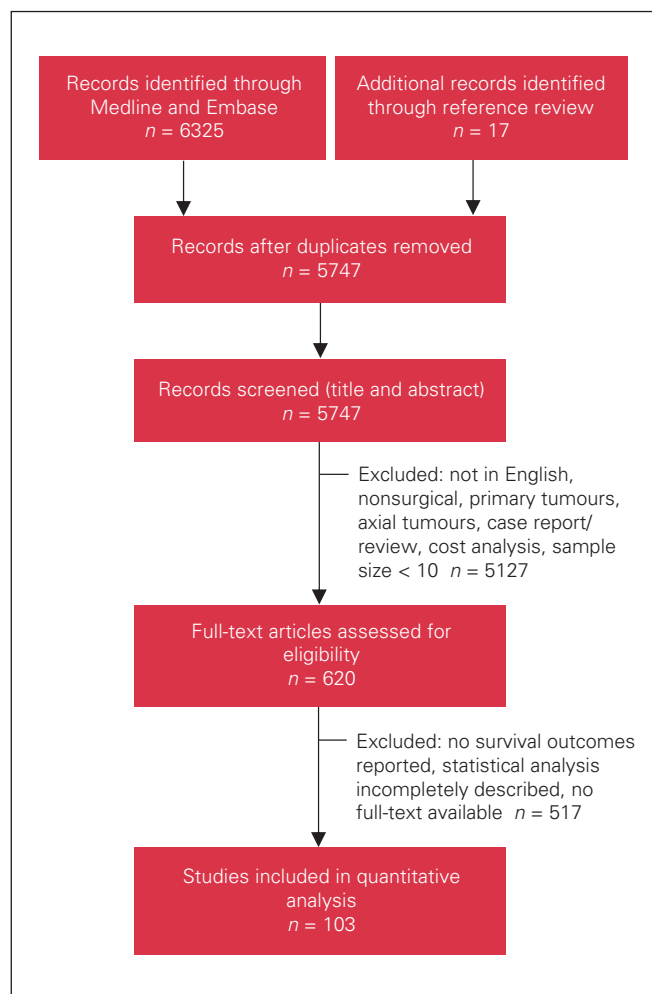 Records identified through
Medline and Embase
n = 6325
Additional records identified
through reference review
n = 17
Records after duplicates removed
n = 5747
Records screened (title and abstract)
n = 5747
Excluded: not in English,
nonsurgical, primary tumours,
axial tumours, case report/
review, cost analysis, sample
size < 10 n = 5127
Full-text articles assessed for
eligibility
n = 620
Excluded: no survival outcomes
reported, statistical analysis
incompletely described, no
full-text available n = 517
Studies included in quantitative
analysis
n = 103